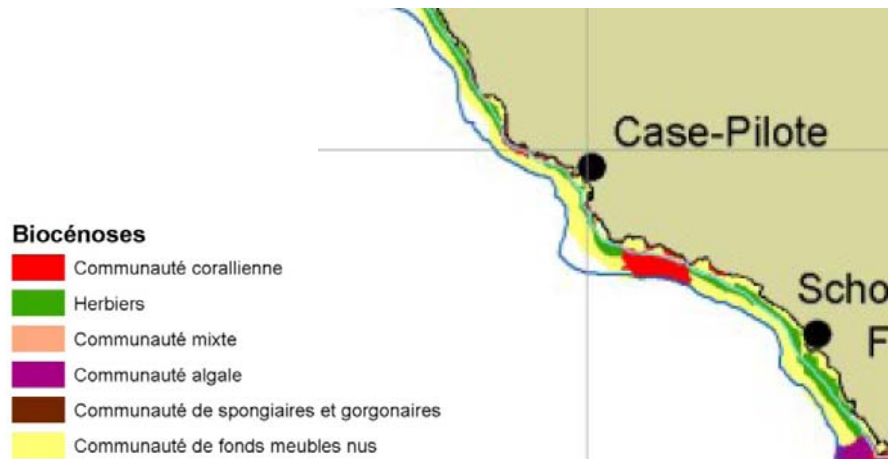 Case-Pilote
Biocénoses
Communauté corallienne
Herbiers
Scho
Communauté mixte
F
Communauté algale
Communauté de spongiaires et gorgonaires
Communauté de fonds meubles nus